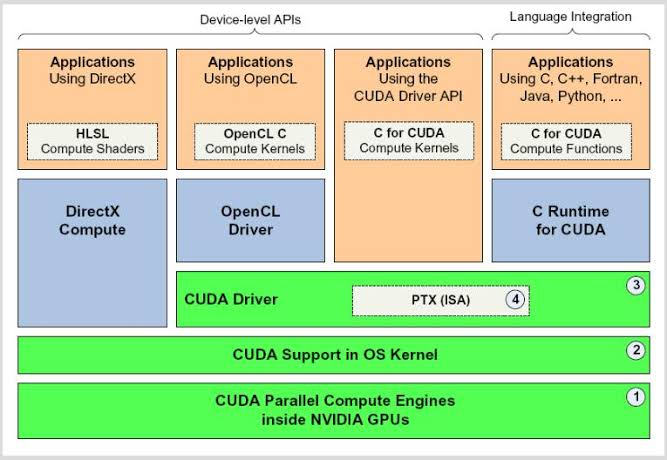 Device-level APIs
Language Integration
Applications
Using DirectX
HLSL
Compute Shaders
Applications
Using OpenCL
OpenCL C
Compute Kernels
Applications
Using the
CUDA Driver API
C for CUDA
Compute Kernels
Applications
Using C, C++, Fortran,
Java, Python, ...
C for CUDA
Compute Functions
DirectX
Compute
OpenCL
Driver
C Runtime
for CUDA
CUDA Driver
PTX (ISA)
4
3
CUDA Support in OS Kernel
2
CUDA Parallel Compute Engines
inside NVIDIA GPUs
1